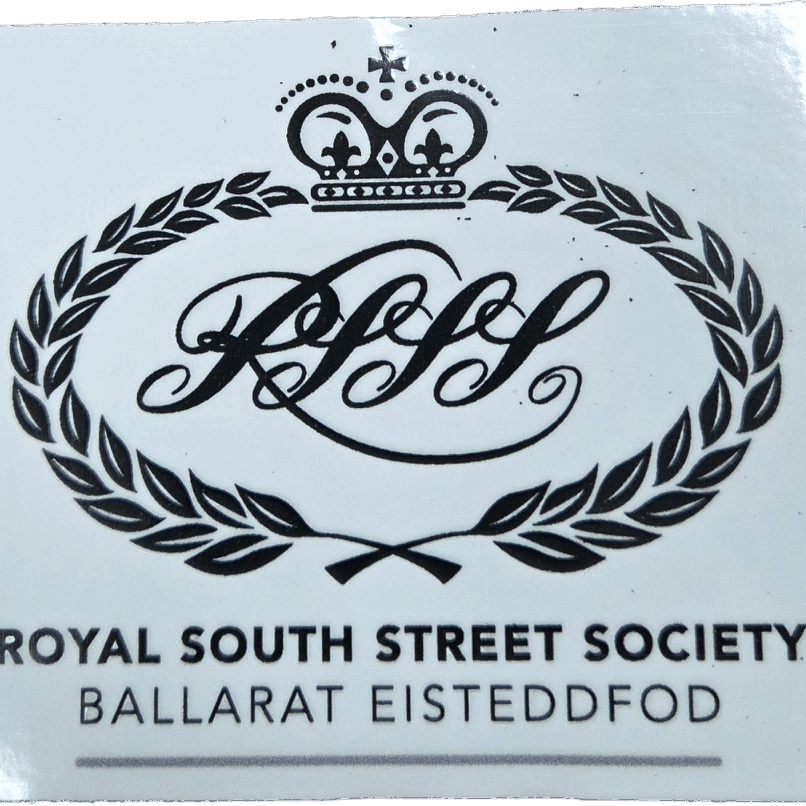 RSSS
ROYAL SOUTH STREET SOCIETY
BALLARAT EISTEDDFOD